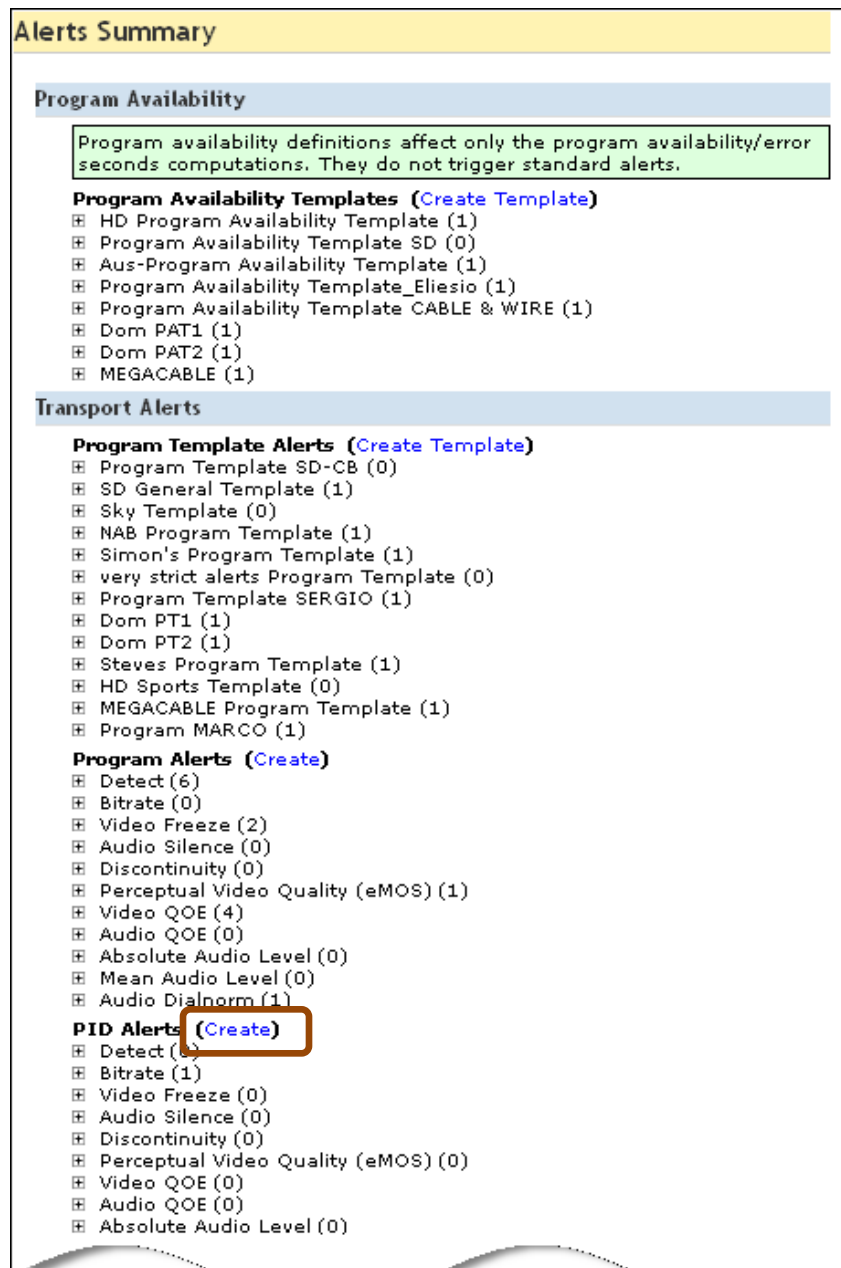 Alerts Summary
Program Availability
Program availability definitions affect only the program availability/error
seconds computations. They do not trigger standard alerts.
Program Availability Templates (Create Template)
HD Program Availability Template (1)
Program Availability Template SD (0)
Aus-Program Availability Template (1)
Program Availability Template_Eliesio (1)
Program Availability Template CABLE & WIRE (1)
Dom PAT1 (1)
Dom PAT2 (1)
MEGACABLE (1)
Transport Alerts
Program Template Alerts (Create Template)
Program Template SD-CB (0)
SD General Template (1)
Sky Template (0)
NAB Program Template (1)
Simon's Program Template (1)
very strict alerts Program Template (0)
Program Template SERGIO (1)
Dom PT1 (1)
Dom PT2 (1)
Steves Program Template (1)
HD Sports Template (0)
MEGACABLE Program Template (1)
Program MARCO (1)
Program Alerts (Create)
Detect (6)
Bitrate (0)
Video Freeze (2)
Audio Silence (0)
Discontinuity (0)
Perceptual Video Quality (eMOS) (1)
Video QOE (4)
Audio QOE (0)
Absolute Audio Level (0)
Mean Audio Level (0)
Audio Dialnorm (1)
PID Alerts (Create)
Detect
Bitrate (1)
Video Freeze (0)
Audio Silence (0)
Discontinuity (0)
Perceptual Video Quality (eMOS) (0)
Video QOE (0)
Audio QOE (0)
Absolute Audio Level (0)